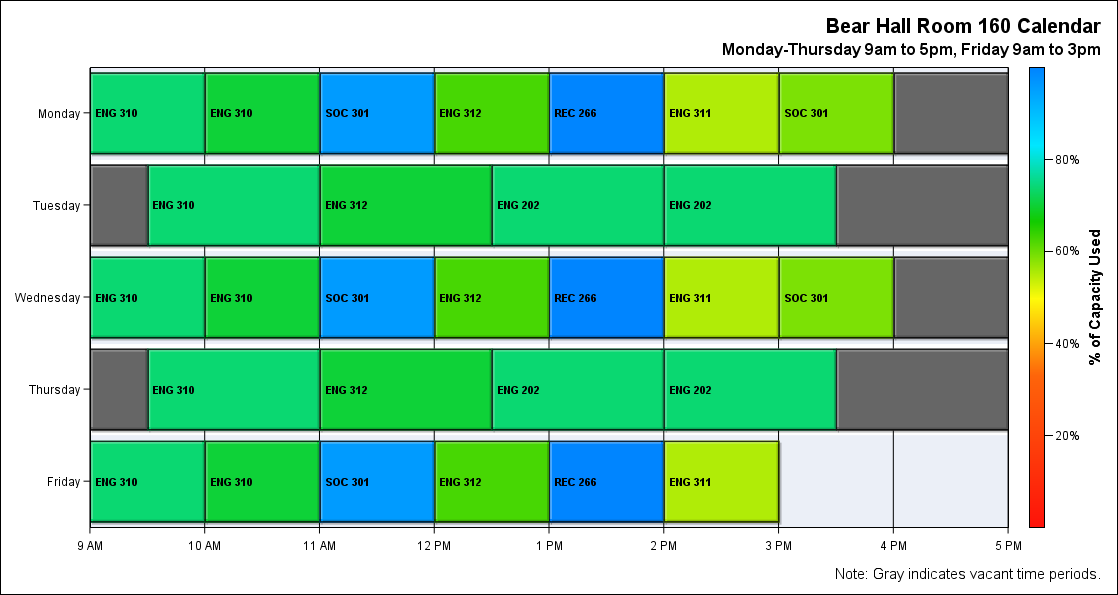 Bear Hall Room 160 Calendar
Monday-Thursday 9am to 5pm, Friday 9am to 3pm
Monday ENG 310 ENG 310 SOC 301 ENG 312 REC 266 ENG 311 SOC 301
Tuesday ENG 310 ENG 312 ENG 202 ENG 202
Wednesday ENG 310 ENG 310 SOC 301 ENG 312 REC 266 ENG 311 SOC 301
Thursday ENG 310 ENG 312 ENG 202 ENG 202
Friday ENG 310 ENG 310 SOC 301 ENG 312 REC 266 ENG 311
9 AM 10 AM 11 AM 12 PM 1 PM 2 PM 3 PM 4 PM 5 PM
80%
60%
40%
20%
% of Capacity Used
Note: Gray indicates vacant time periods.